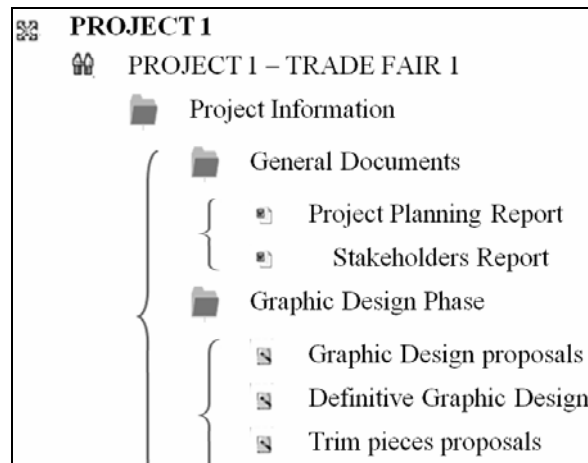 PROJECT 1
PROJECT 1 – TRADE FAIR 1
Project Information
General Documents
Project Planning Report
Stakeholders Report
Graphic Design Phase
Graphic Design proposals
Definitive Graphic Design
Trim pieces proposals